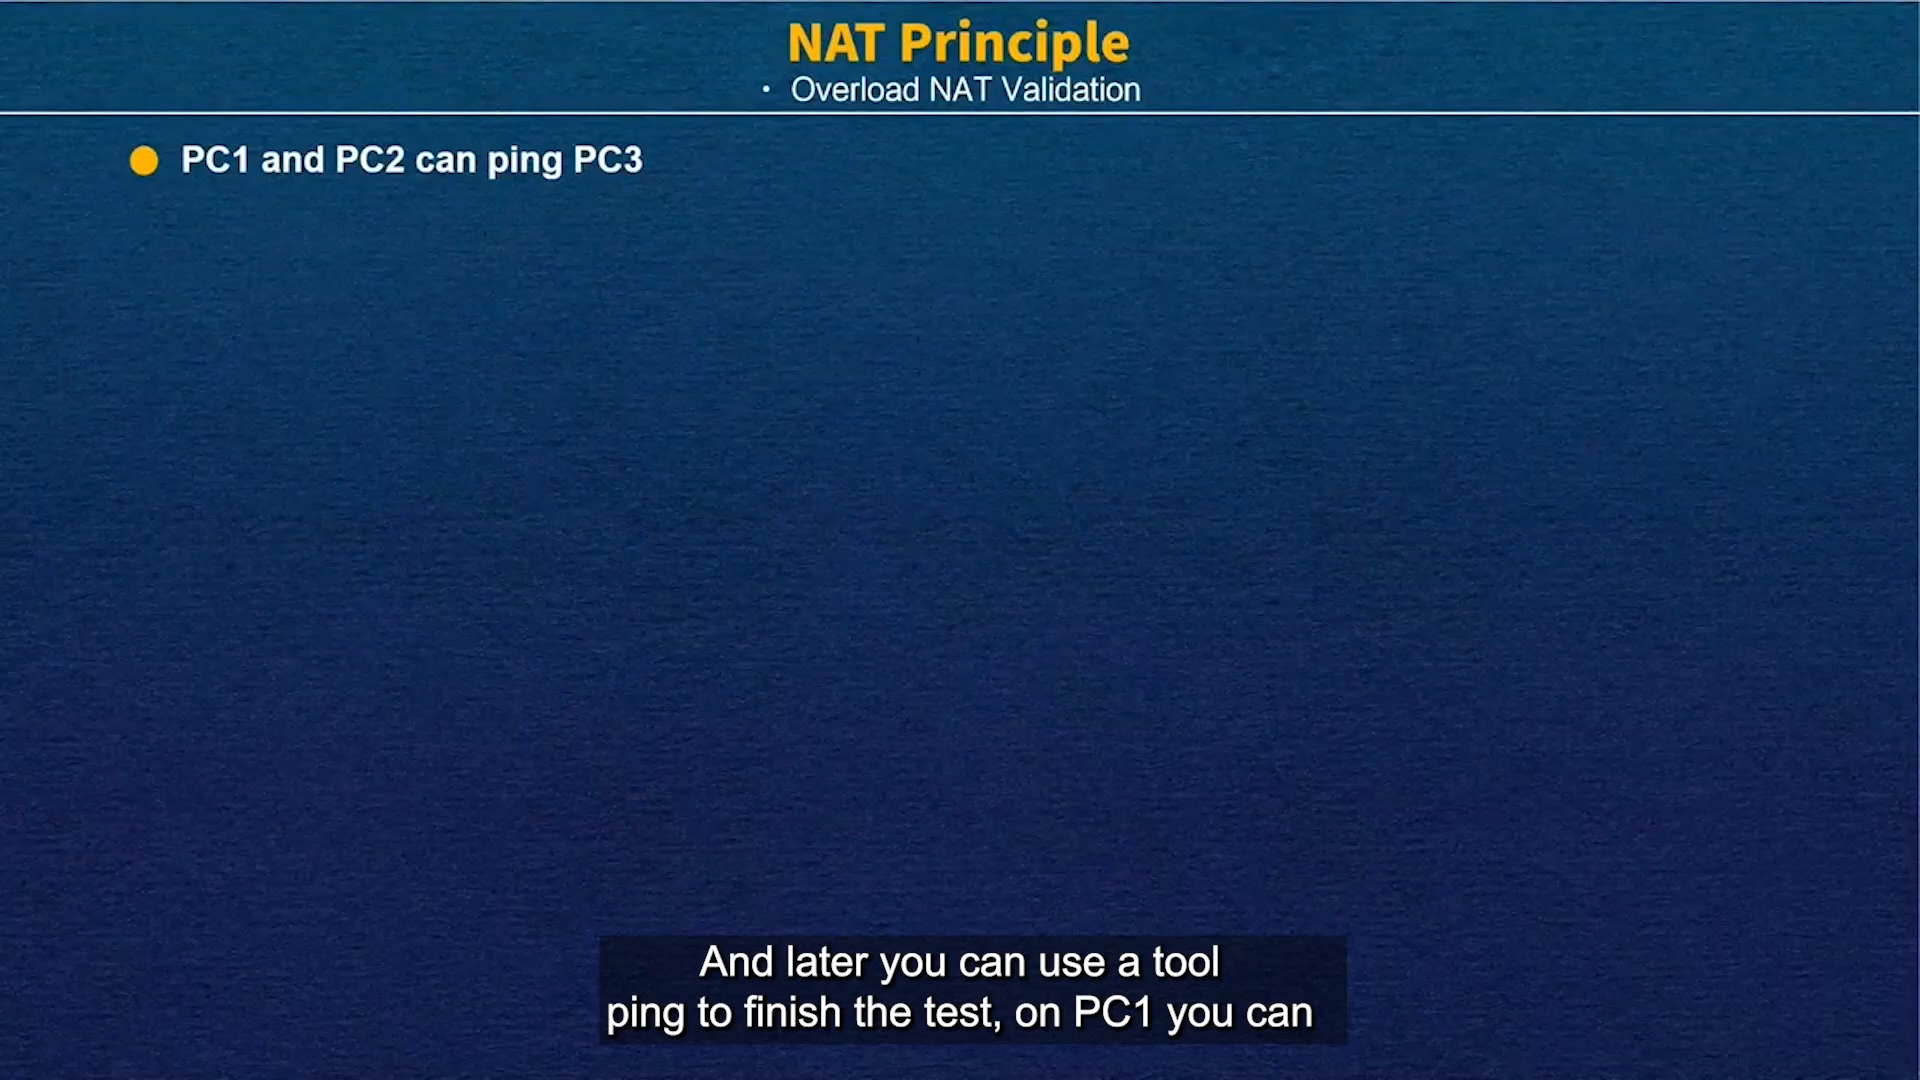 NAT Principle
• Overload NAT Validation
PC1 and PC2 can ping PC3
And later you can use a tool
ping to finish the test, on PC1 you can